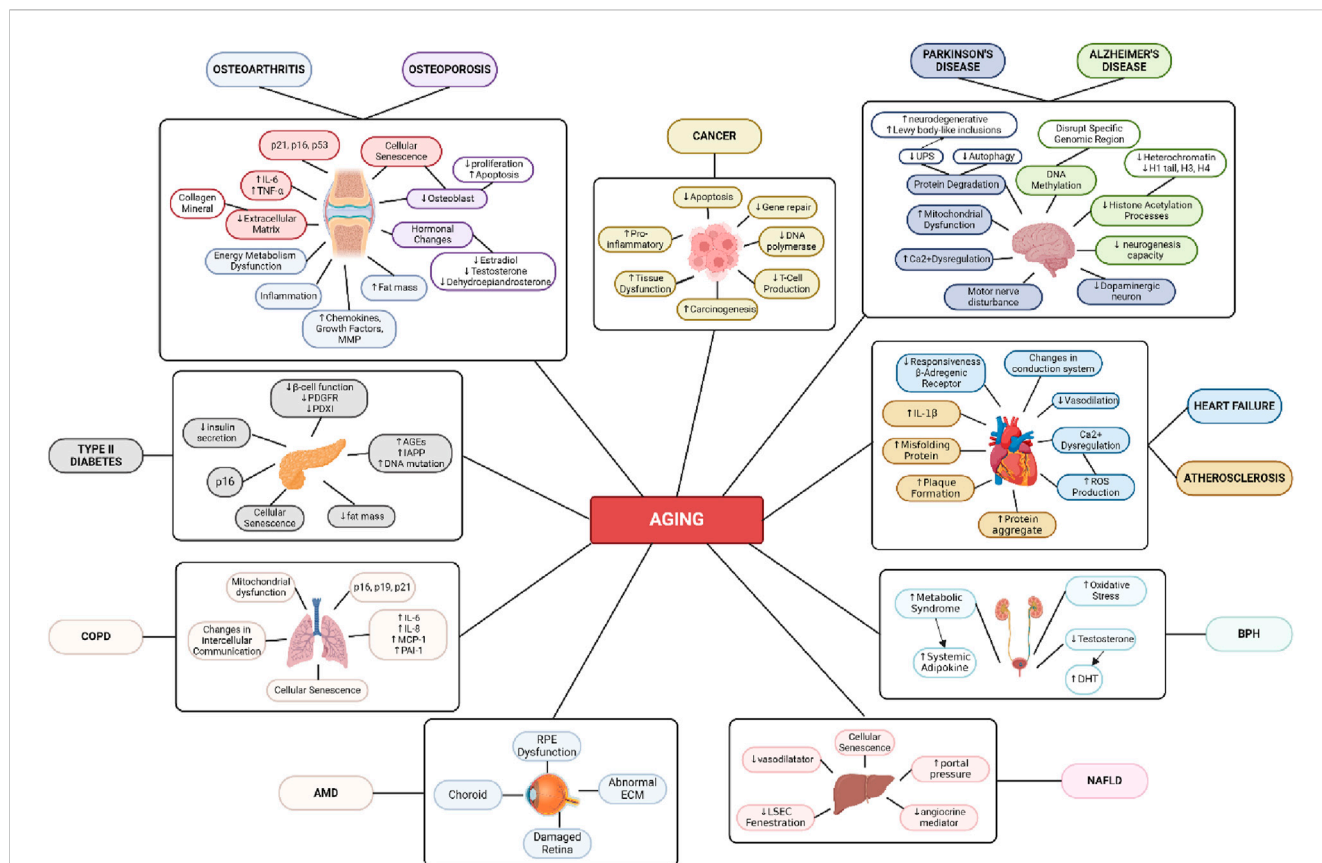 OSTEOARTHRITIS
OSTEOPOROSIS
p21, p16, p53
Cellular
Senescence
↓proliferation
↑Apoptosis
↑IL-6
↑TNF-α
↓Osteoblast
Collagen
Mineral
↓Extracellular
Matrix
Hormonal
Changes
Energy Metabolism
Dysfunction
↓Estradiol
↓Testosterone
↓Dehydroepiandrosterone
Inflammation
↑Fat mass
↑Chemokines,
Growth Factors,
MMP
CANCER
↓Apoptosis
↓Gene repair
↑Pro-
inflammatory
↓DNA
polymerase
↑Tissue
Dysfunction
↓T-Cell
Production
↑Carcinogenesis
PARKINSON'S
DISEASE
ALZHEIMER'S
DISEASE
↑neurodegenerative
↑Lewy body-like inclusions
Disrupt Specific
Genomic Region
↓UPS
↓Autophagy
↓Heterochromatin
↓H1 tail, H3, H4
Protein Degradation
DNA
Methylation
↑Mitochondrial
Dysfunction
↓Histone Acetylation
Processes
↑Ca2+Dysregulation
↓ neurogenesis
capacity
Motor nerve
disturbance
↓Dopaminergic
neuron
TYPE II
DIABETES
↓β-cell function
↓PDGFR
↓PDXI
↓insulin
secretion
↑AGEs
↑IAPP
↑DNA mutation
p16
Cellular
Senescence
↓fat mass
AGING
↓Responsiveness
β-Adregenic
Receptor
Changes in
conduction system
↑IL-1β
↓Vasodilation
↑Misfolding
Protein
Ca2+
Dysregulation
↑Plaque
Formation
↑ROS
Production
↑Protein
aggregate
HEART FAILURE
ATHEROSCLEROSIS
COPD
Mitochondrial
dysfunction
p16, p19, p21
Changes in
Intercellular
Communication
↑IL-6
↑IL-8
↑MCP-1
↑PAI-1
Cellular Senescence
↑Metabolic
Syndrome
↑Oxidative
Stress
↑Systemic
Adipokine
↓Testosterone
↑DHT
BPH
AMD
RPE
Dysfunction
Choroid
Abnormal
ECM
Damaged
Retina
Cellular
Senescence
↓vasodilatator
↑portal
pressure
↓LSEC
Fenestration
↓angiocrine
mediator
NAFLD